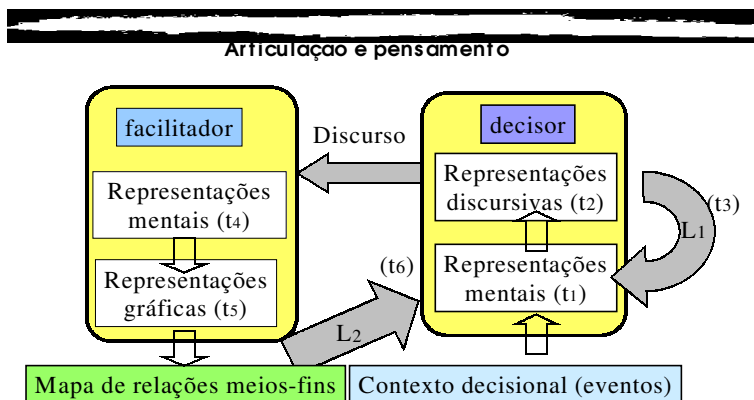 Articulação e pensamento
facilitador
Discurso
decisor
Representações
mentais (t4)
Representações
discursivas (t2)
(t3)
L1
Representações
gráficas (t5)
(t6)
Representações
mentais (t1)
L2
Mapa de relações meios-fins
Contexto decisional (eventos)